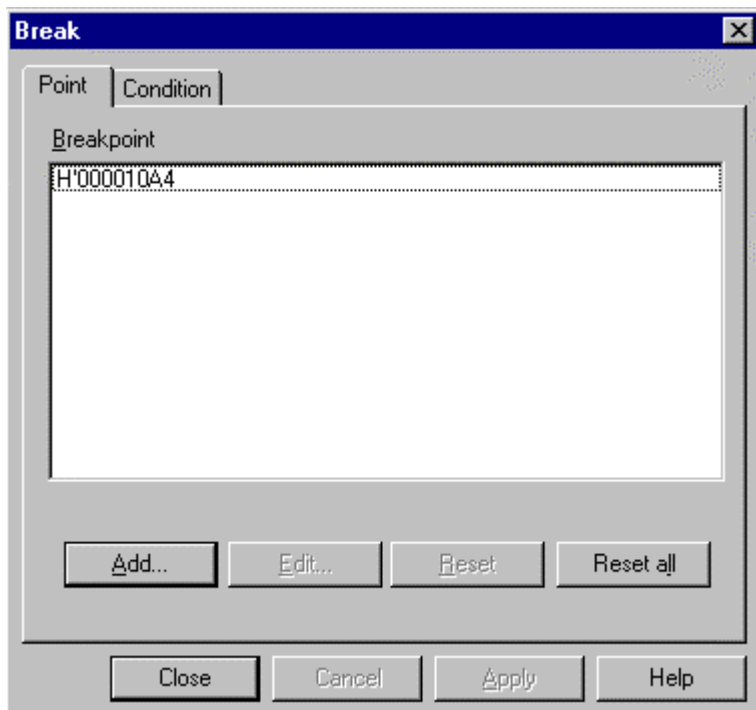 Break
Point Condition
Breakpoint
H'000010A4
Add... Edit... Reset Reset all
Close Cancel Apply Help